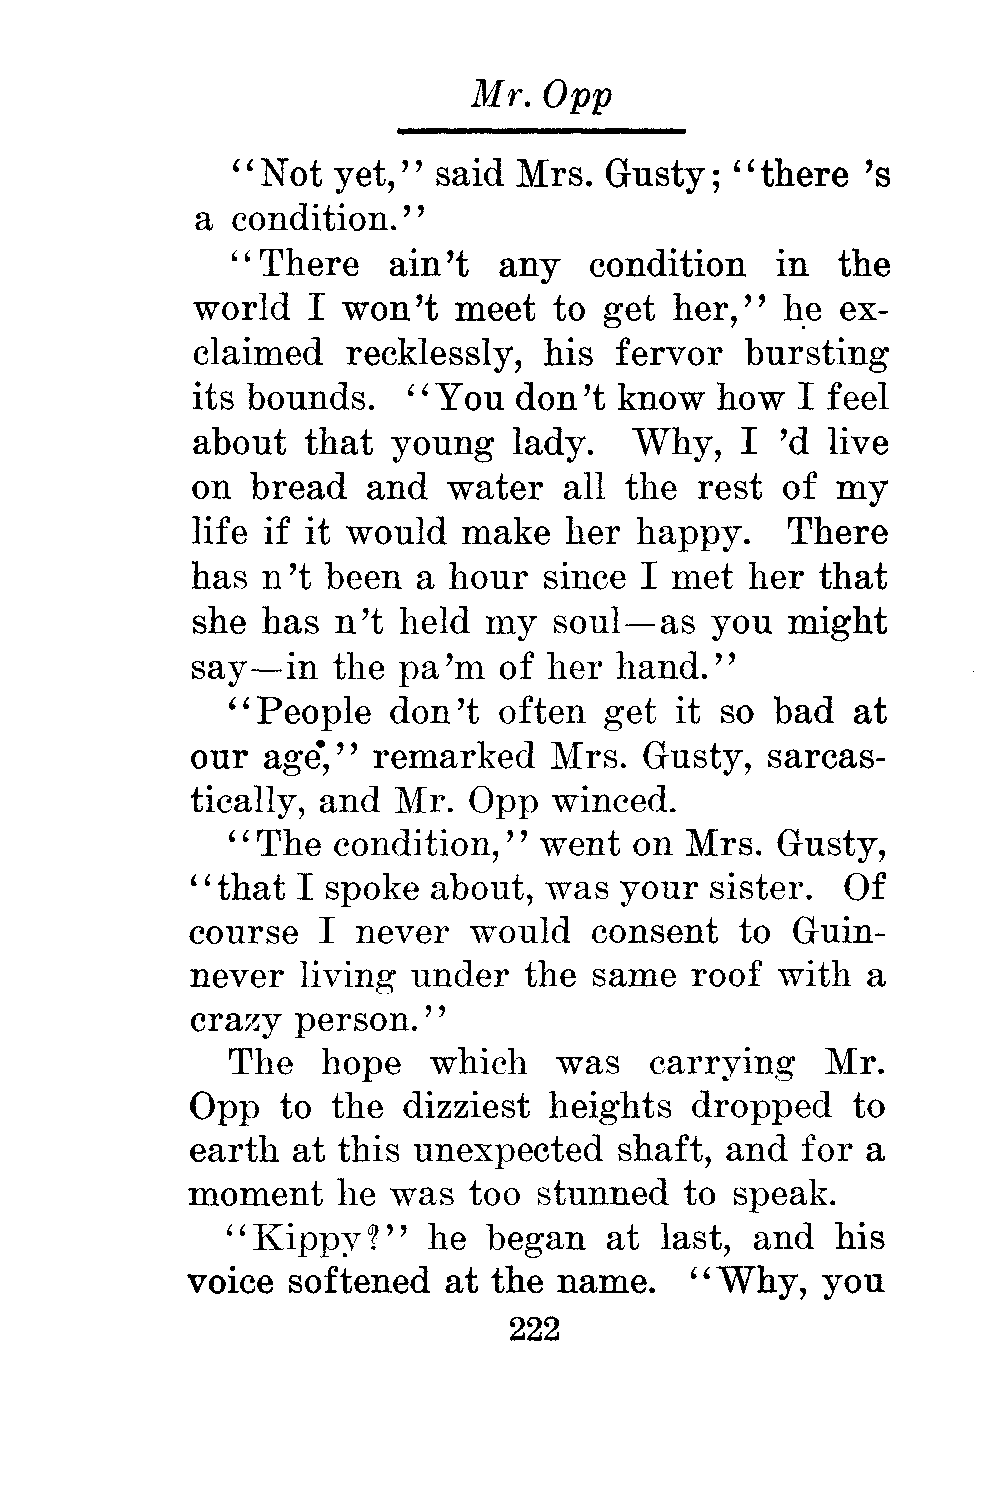 Mr. Opp
"Not yet," said Mrs. Gusty; "there 's
a condition."
"There ain't any condition in the
world I won't meet to get her," he ex-
claimed recklessly, his fervor bursting
its bounds. "You don't know how I feel
about that young lady. Why, I 'd live
on bread and water all the rest of my
life if it would make her happy. There
has n't been a hour since I met her that
she has n't held my soul—as you might
say—in the pa'm of her hand."
"People don't often get it so bad at
our age," remarked Mrs. Gusty, sarcas-
tically, and Mr. Opp winced.
"The condition," went on Mrs. Gusty,
"that I spoke about, was your sister. Of
course I never would consent to Guin-
never living under the same roof with a
crazy person."
The hope which was carrying Mr.
Opp to the dizziest heights dropped to
earth at this unexpected shaft, and for a
moment he was too stunned to speak.
"Kippy?" he began at last, and his
voice softened at the name. "Why, you
222